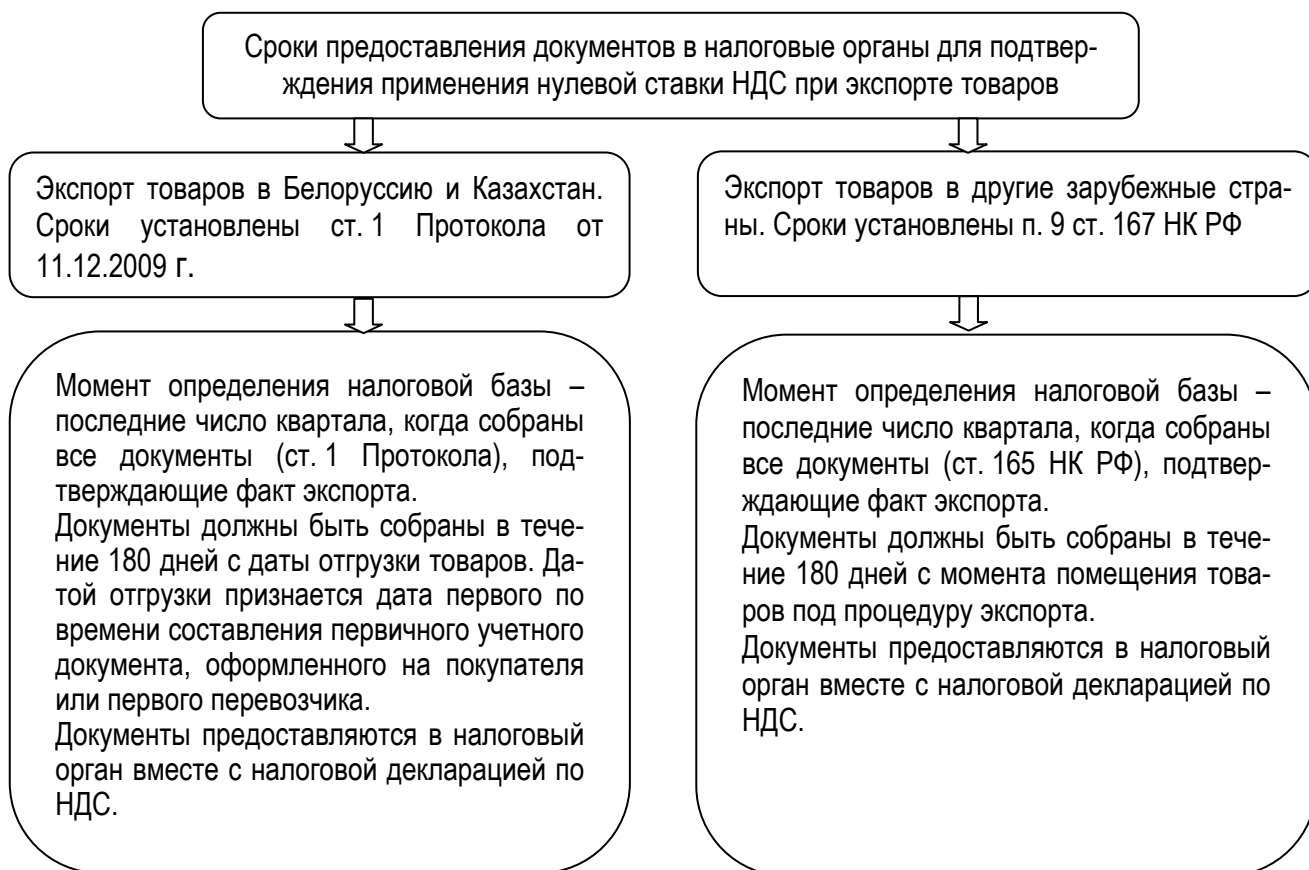 Сроки предоставления документов в налоговые органы для подтвер-
ждения применения нулевой ставки НДС при экспорте товаров
Экспорт товаров в Белоруссию и Казахстан.
Сроки установлены ст. 1 Протокола от
11.12.2009 г.
Экспорт товаров в другие зарубежные стра-
ны. Сроки установлены п. 9 ст. 167 НК РФ
Момент определения налоговой базы –
последние число квартала, когда собраны
все документы (ст. 1 Протокола), под-
тверждающие факт экспорта.
Документы должны быть собраны в тече-
ние 180 дней с даты отгрузки товаров. Да-
той отгрузки признается дата первого по
времени составления первичного учетного
документа, оформленного на покупателя
или первого перевозчика.
Документы предоставляются в налоговый
орган вместе с налоговой декларацией по
НДС.
Момент определения налоговой базы –
последние число квартала, когда собраны
все документы (ст. 165 НК РФ), подтвер-
ждающие факт экспорта.
Документы должны быть собраны в тече-
ние 180 дней с момента помещения това-
ров под процедуру экспорта.
Документы предоставляются в налоговый
орган вместе с налоговой декларацией по
НДС.